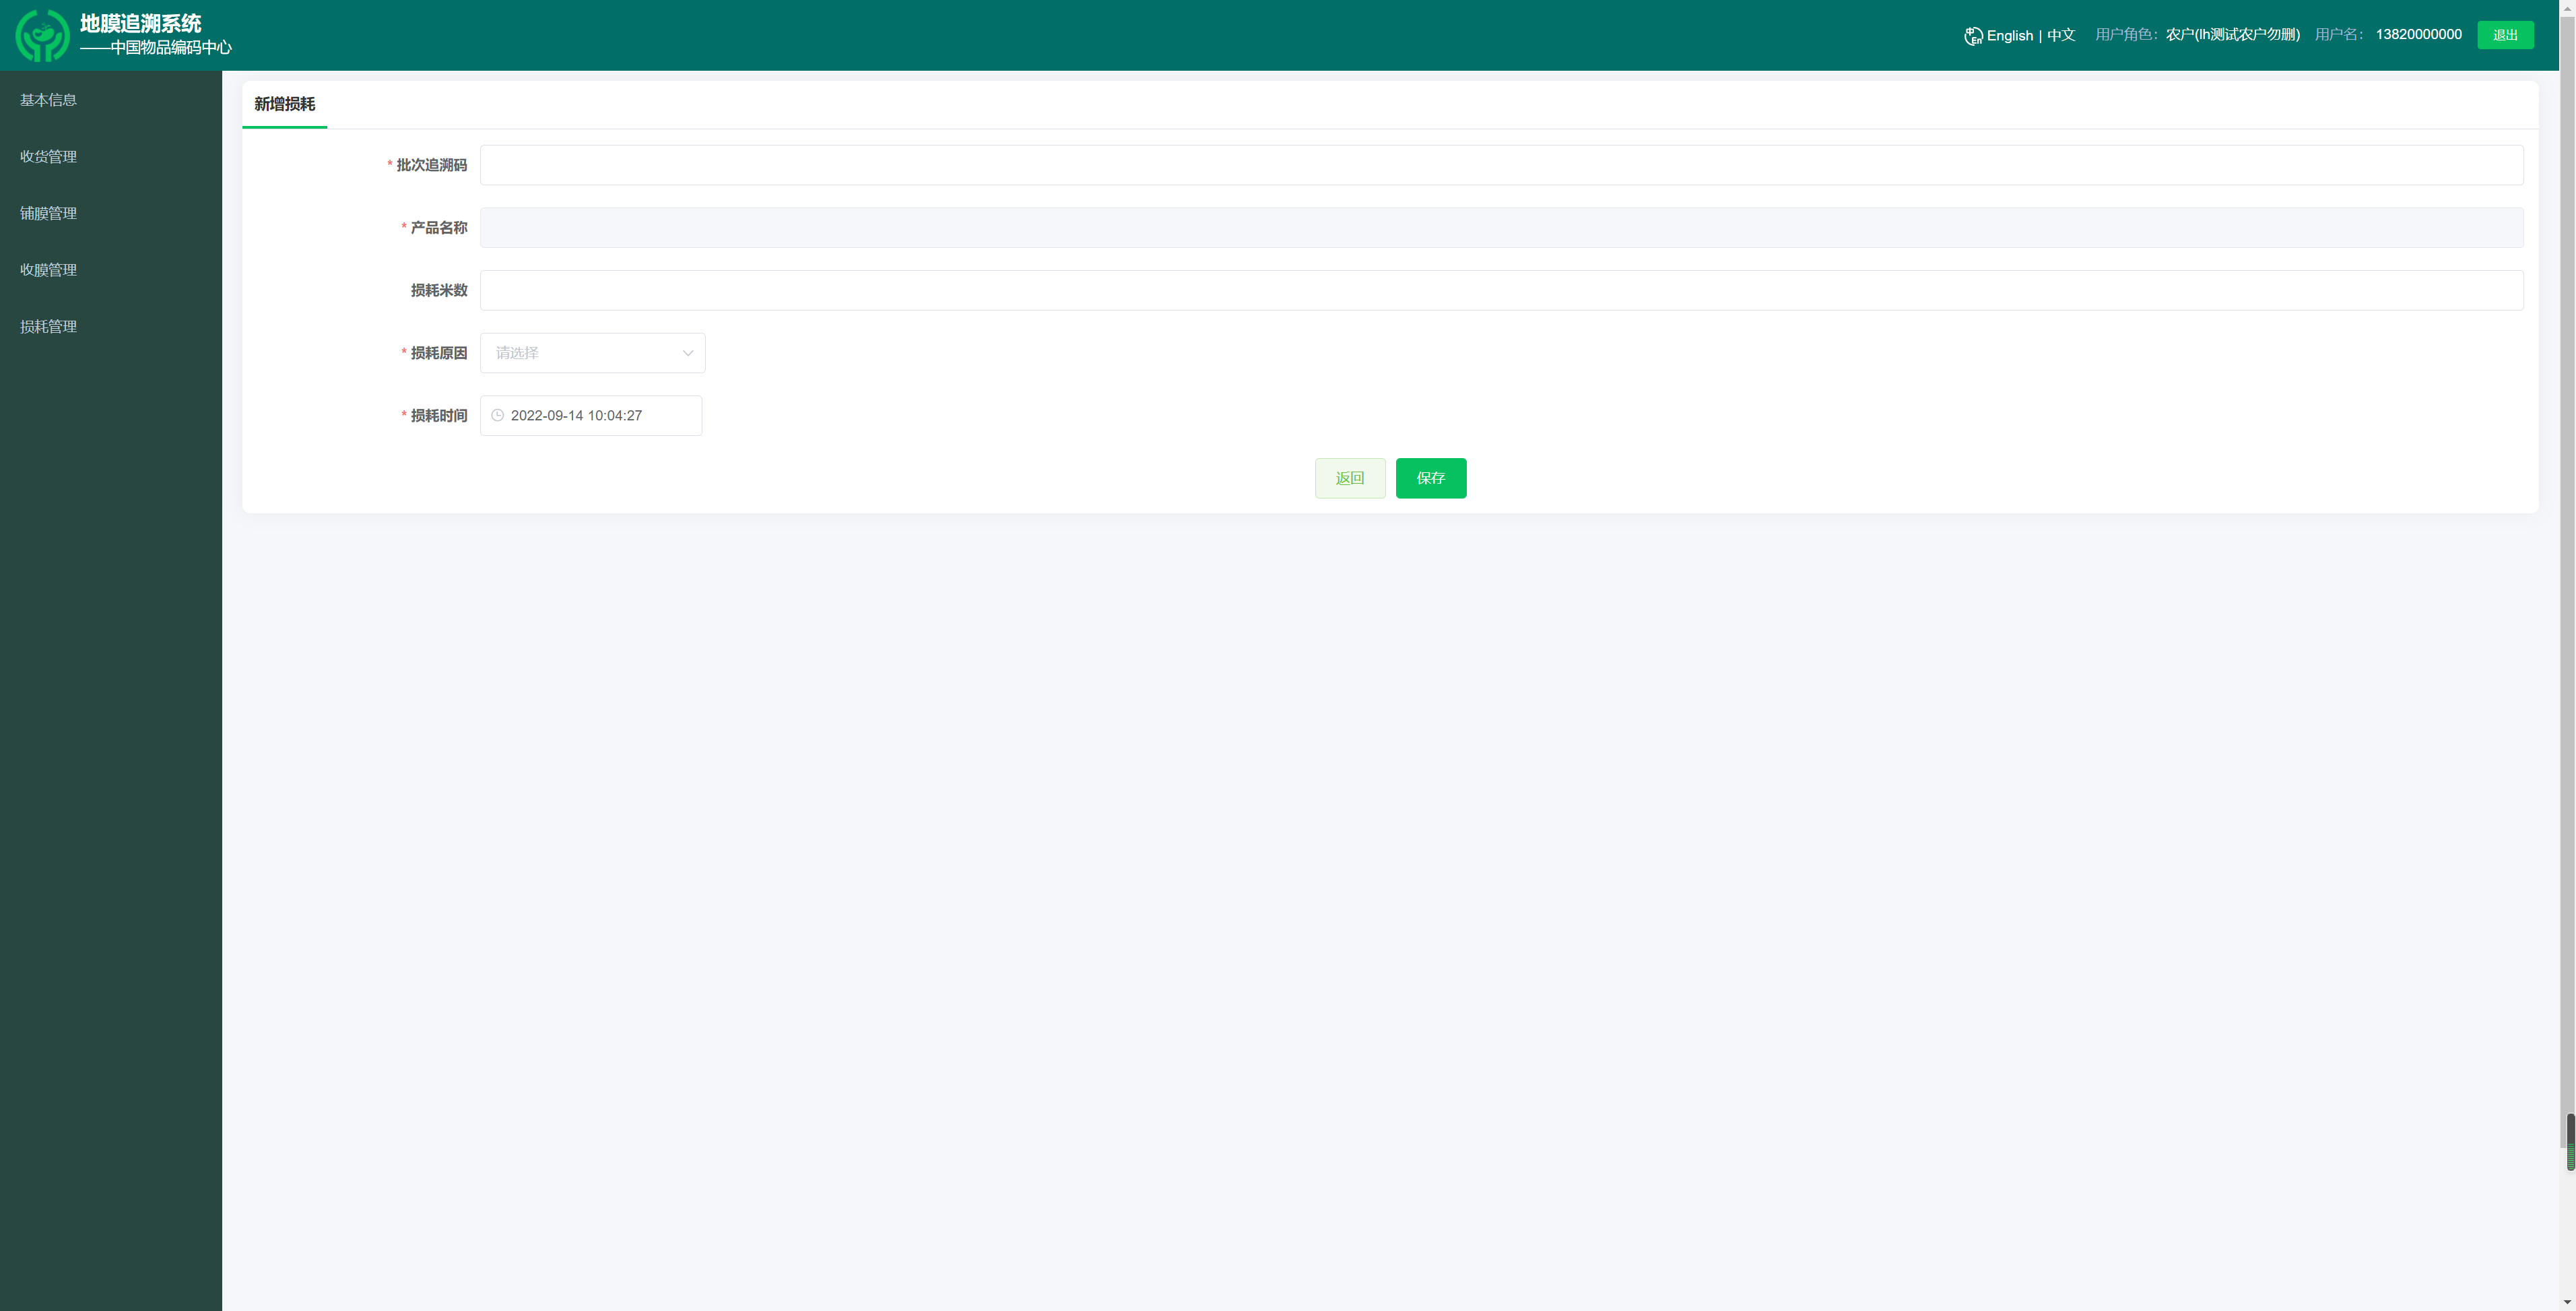 地膜追溯系统
——中国物品编码中心
English | 中文 用户角色: 农户(lh测试农户勿删) 用户名: 13820000000 退出
基本信息
收货管理
铺膜管理
收膜管理
损耗管理
新增损耗
* 批次追溯码
* 产品名称
损耗米数
* 损耗原因 请选择
* 损耗时间 2022-09-14 10:04:27
返回 保存